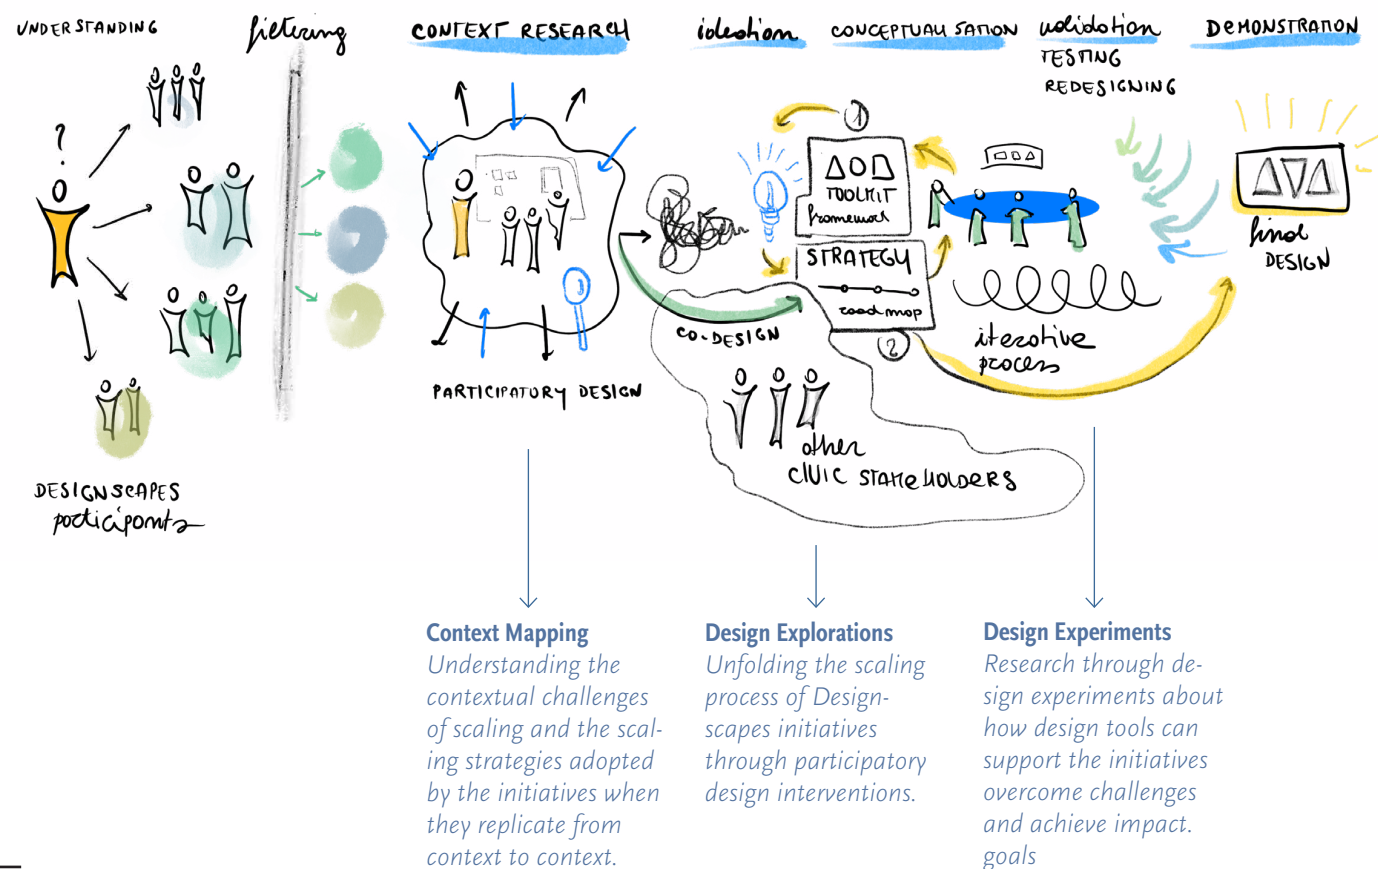 UNDERSTANDING
filtering
CONTEXT RESEARCH
ideation
CONCEPTUALISATION
validation
TESTING
REDESIGNING
DEMONSTRATION
?
1
TOOLKIT
framework
STRATEGY
road map
2
final
DESIGN
CO-DESIGN
iterative
process
PARTICIPATORY DESIGN
other
CIVIC STAKEHOLDERS
DESIGNSCAPES
participants
Context Mapping
Understanding the
contextual challenges
of scaling and the scal-
ing strategies adopted
by the initiatives when
they replicate from
context to context.
Design Explorations
Unfolding the scaling
process of Design-
scapes initiatives
through participatory
design interventions.
Design Experiments
Research through de-
sign experiments about
how design tools can
support the initiatives
overcome challenges
and achieve impact.
goals